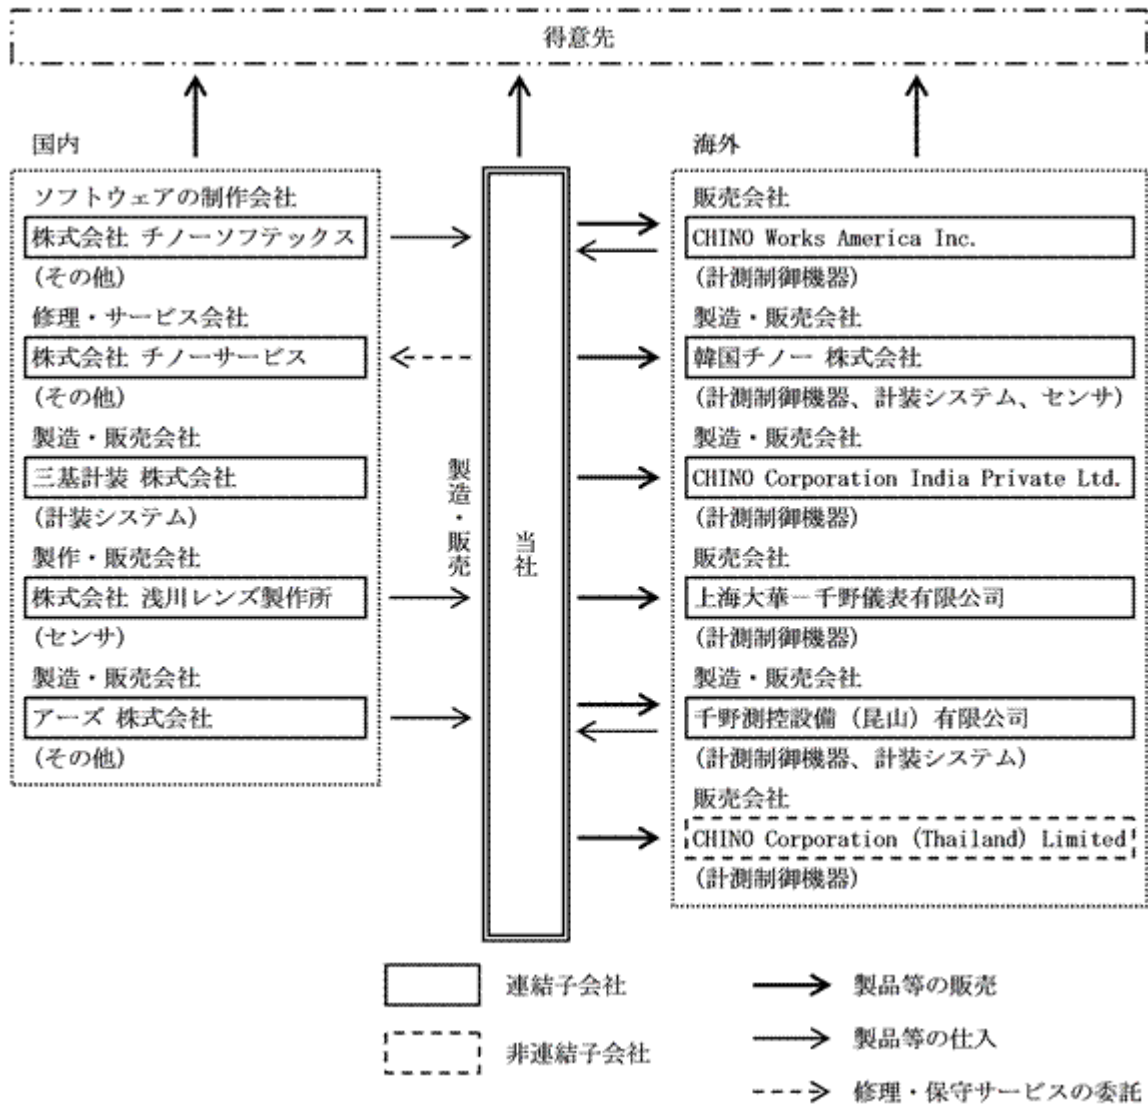 得意先
国内
ソフトウェアの制作会社
株式会社 チノーソフテックス
(その他)
修理・サービス会社
株式会社 チノーサービス
(その他)
製造・販売会社
三基計装 株式会社
(計装システム)
製作・販売会社
株式会社 浅川レンズ製作所
(センサ)
製造・販売会社
アーズ 株式会社
(その他)
製造・販売
当社
海外
販売会社
CHINO Works America Inc.
(計測制御機器)
製造・販売会社
韓国チノー 株式会社
(計測制御機器、計装システム、センサ)
製造・販売会社
CHINO Corporation India Private Ltd.
(計測制御機器)
販売会社
上海大華－千野儀表有限公司
(計測制御機器)
製造・販売会社
千野測控設備（昆山）有限公司
(計測制御機器、計装システム)
販売会社
CHINO Corporation (Thailand) Limited
(計測制御機器)
連結子会社
非連結子会社
製品等の販売
製品等の仕入
修理・保守サービスの委託